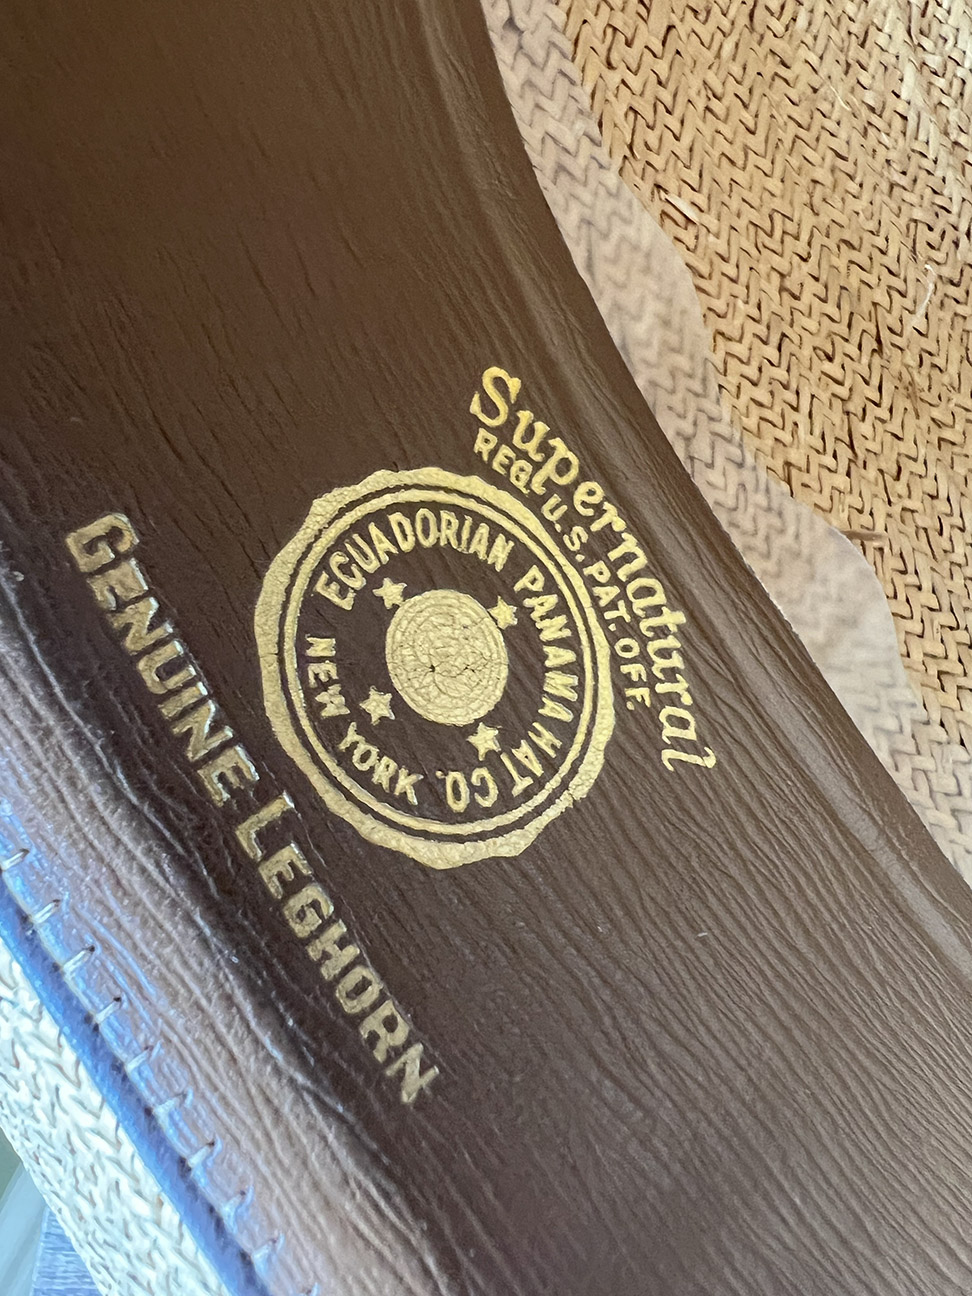 Supernatural
REG. U.S. PAT. OFF.
ECUADORIAN PANAMA HAT CO.
NEW YORK
GENUINE LEGHORN